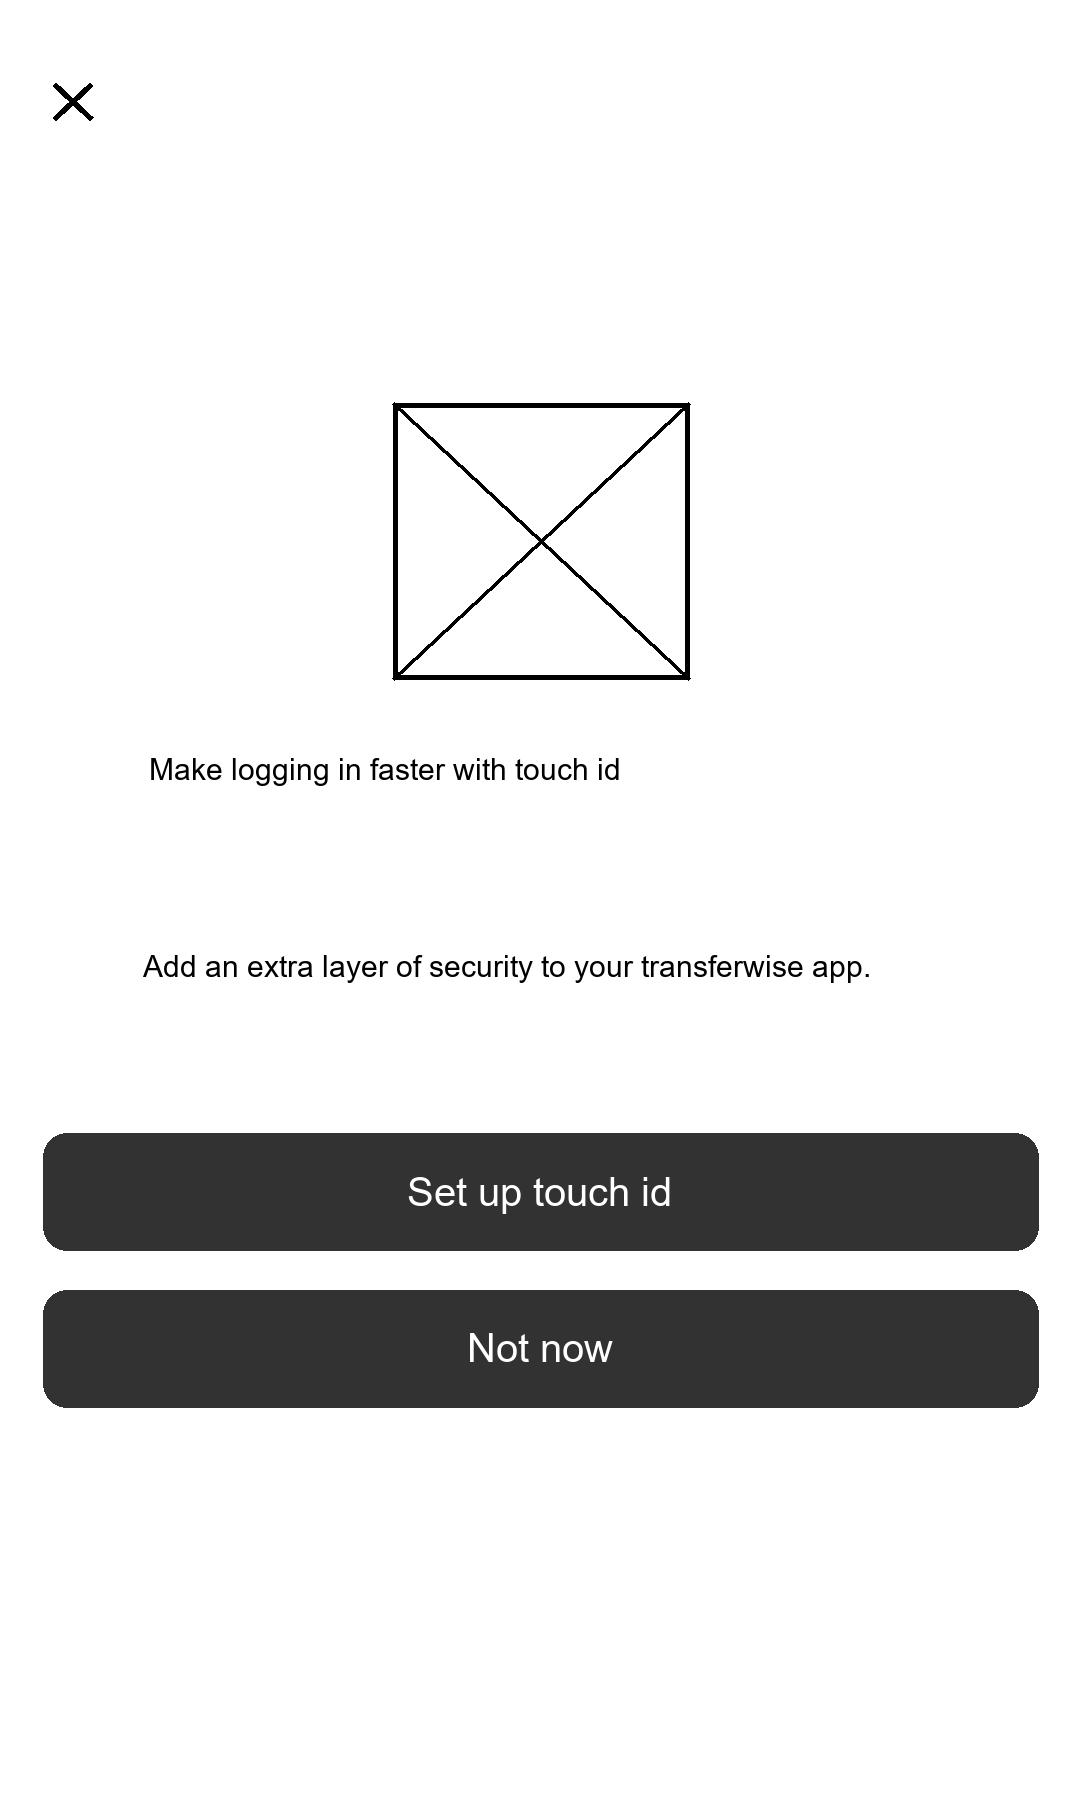 Make logging in faster with touch id
Add an extra layer of security to your transferwise app.
Set up touch id
Not now